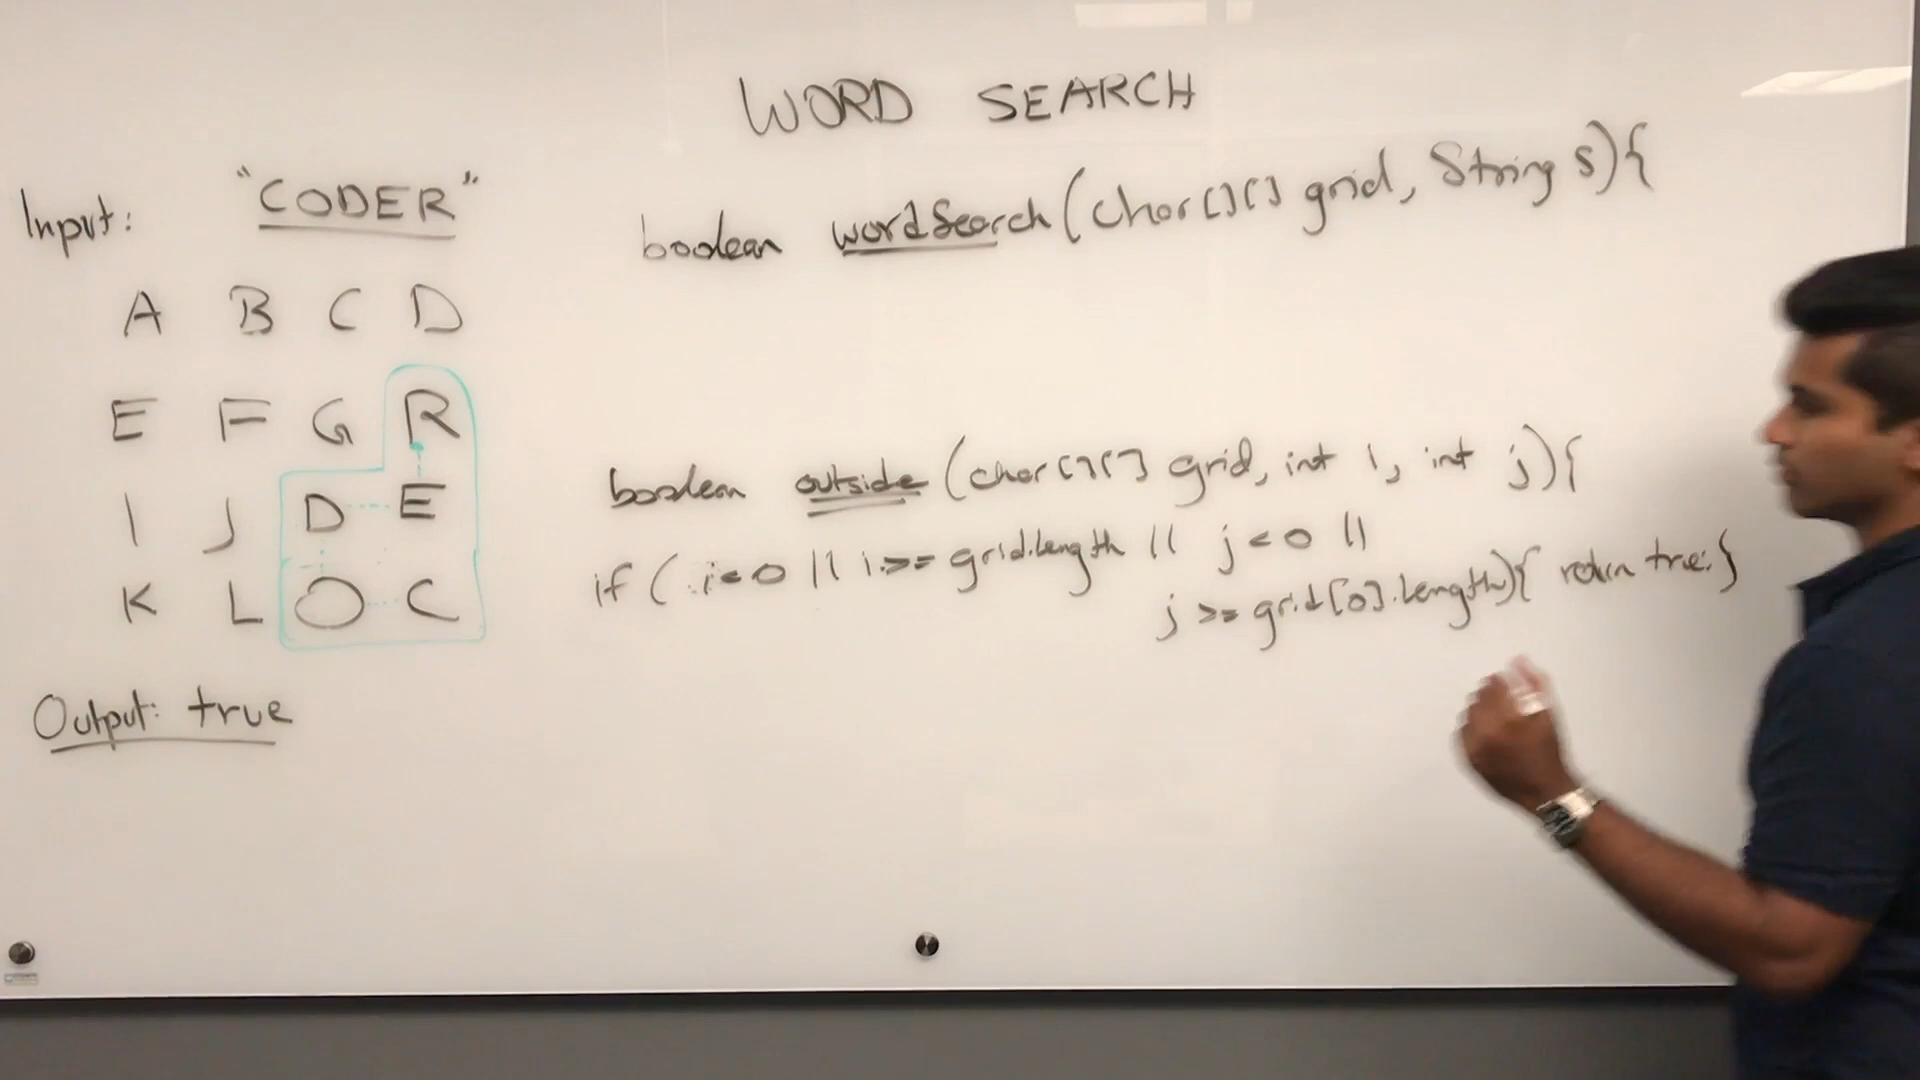 WORD SEARCH
Input: "CODER"
A B C D
E F G R
I J D E
K L O C
Output: true
boolean wordSearch(char[][] grid, String s){
boolean outside (char[][] grid, int i, int j){
if ( i<0 || i>= grid.length || j<0 ||
j >= grid[0].length){ return true; }